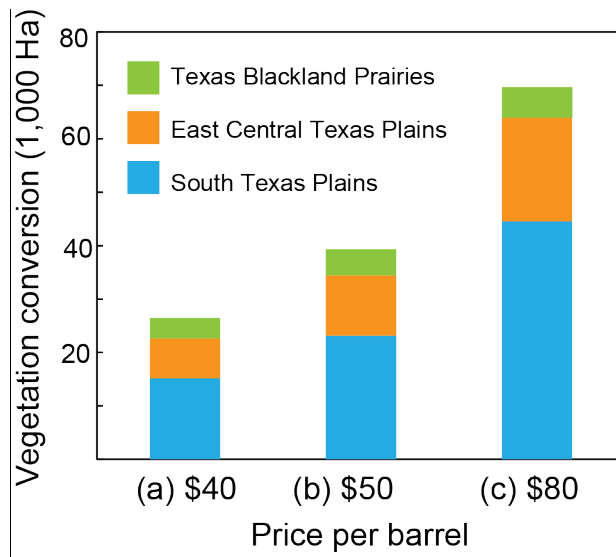 80
60
40
20
Vegetation conversion (1,000 Ha)
Texas Blackland Prairies
East Central Texas Plains
South Texas Plains
(a) $40 (b) $50 (c) $80
Price per barrel